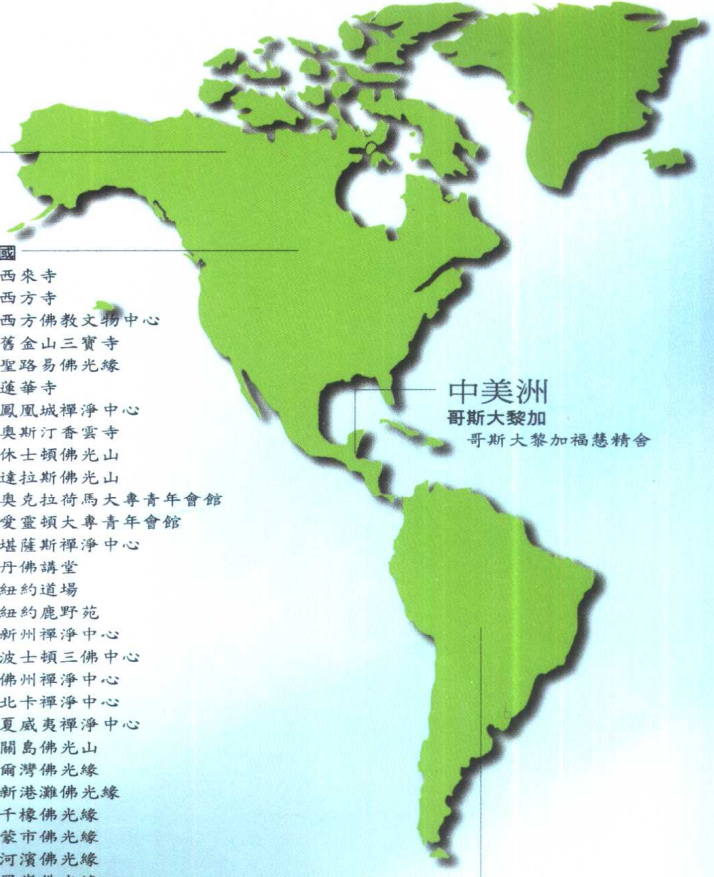 國
西來寺
西方寺
西方佛教文物中心
舊金山三寶寺
聖路易佛光緣
蓮華寺
鳳凰城禪淨中心
奧斯汀香雲寺
休士頓佛光山
達拉斯佛光山
奧克拉荷馬大專青年會館
愛靈頓大專青年會館
堪薩斯禪淨中心
丹佛講堂
紐約道場
紐約鹿野苑
新州禪淨中心
波士頓三佛中心
佛州禪淨中心
北卡禪淨中心
夏威夷禪淨中心
關島佛光山
爾灣佛光緣
新港灘佛光緣
千橡佛光緣
蒙市佛光緣
河濱佛光緣
中美洲
哥斯大黎加
哥斯大黎加福慧精舍